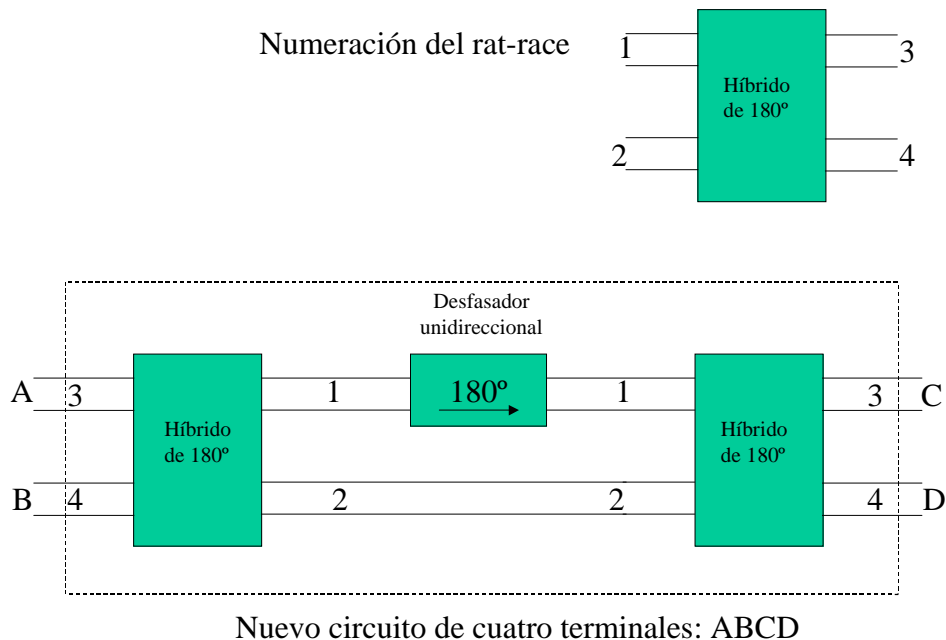 Numeración del rat-race
1
3
Híbrido
de 180º
2
4
Desfasador
unidireccional
A
3
1
180º
1
3
C
Híbrido
de 180º
Híbrido
de 180º
B
4
2
2
4
D
Nuevo circuito de cuatro terminales: ABCD